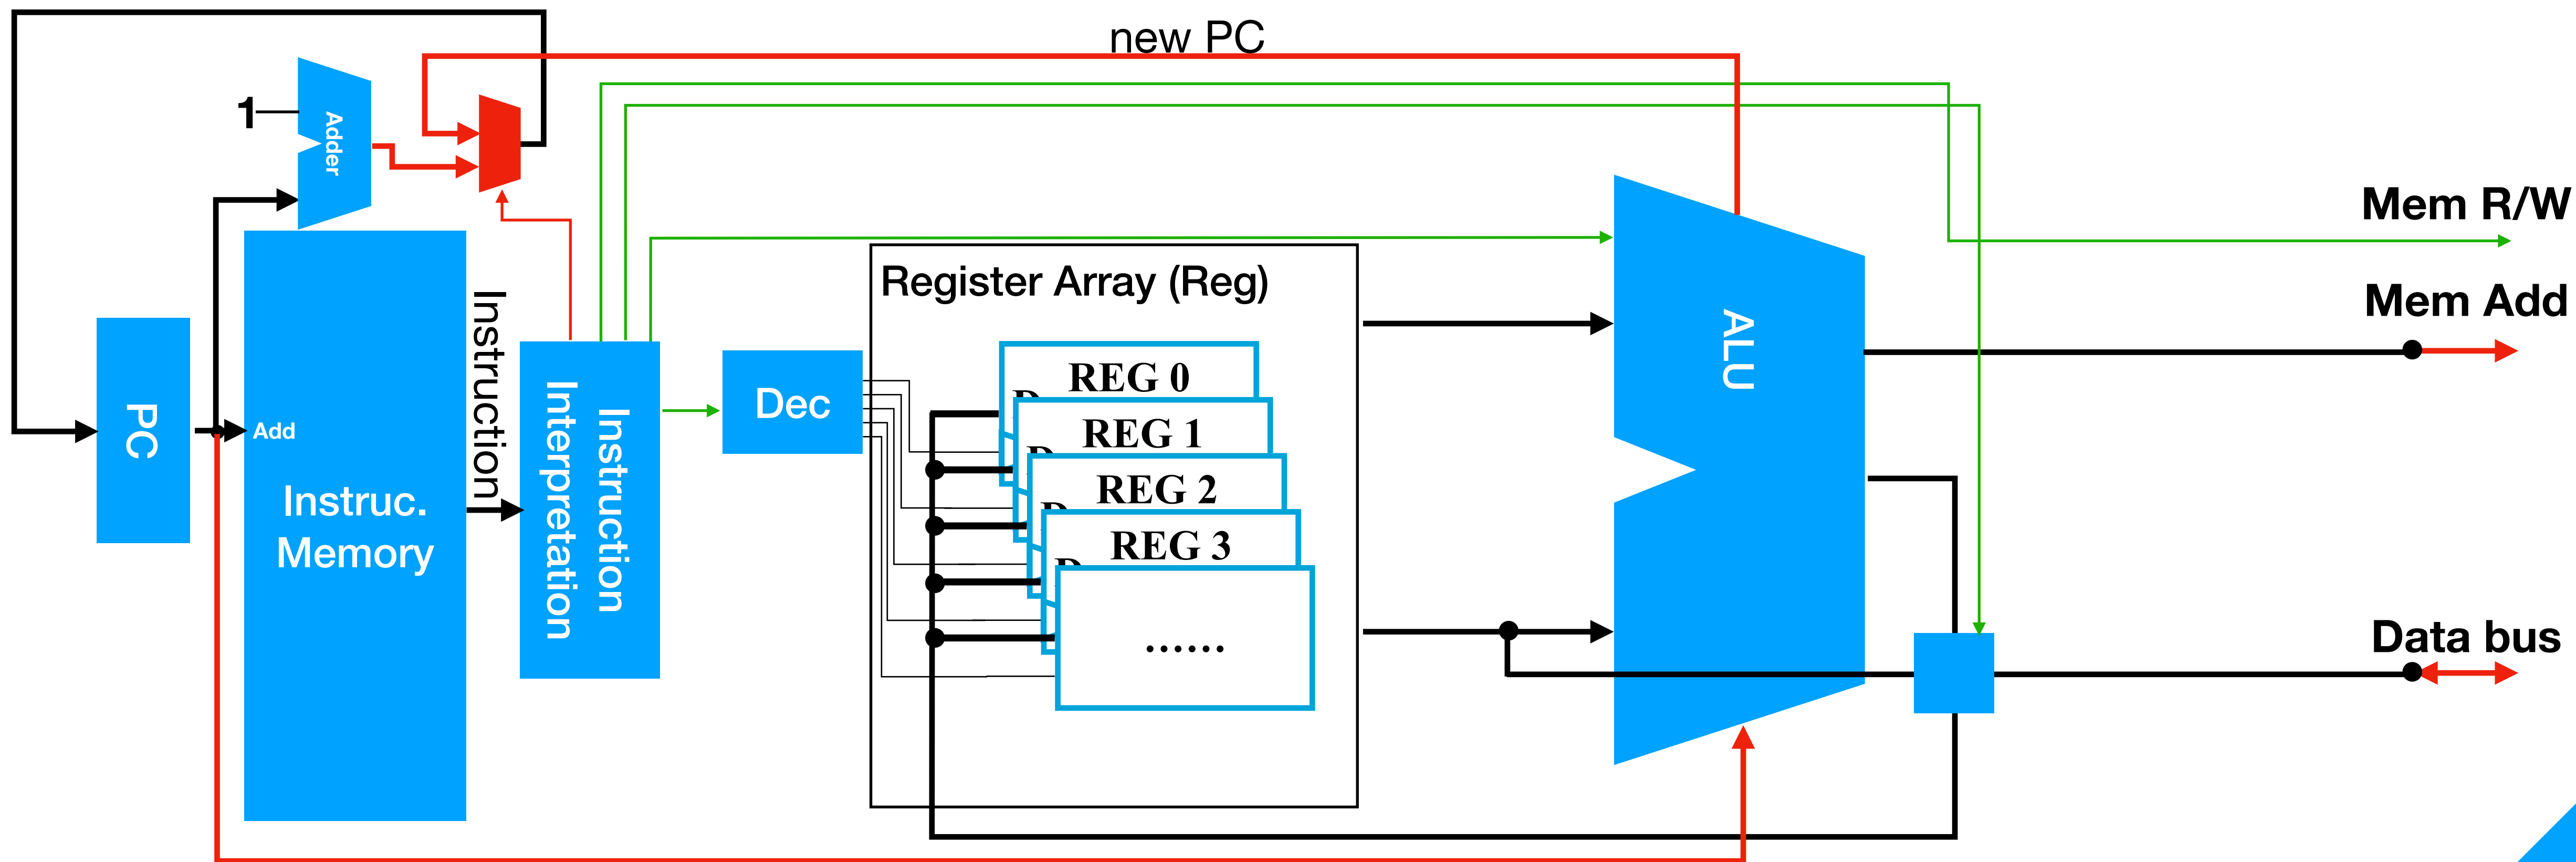 new PC
1
Adder
Mem R/W
Mem Add
Data bus
PC
Add
Instruc.
Memory
Instruction
Instruction
Interpretation
Dec
Register Array (Reg)
REG 0
D
REG 1
D
REG 2
D
REG 3
D
......
ALU